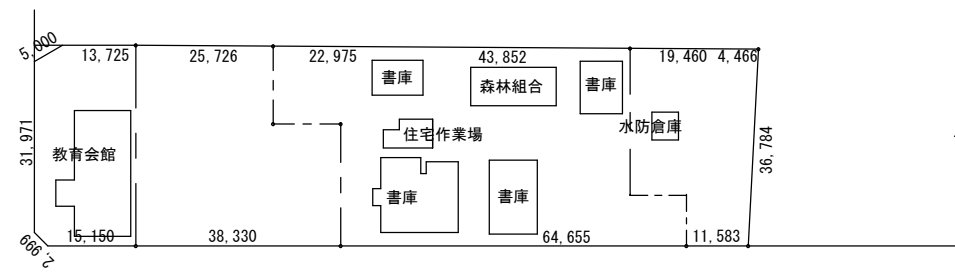 5,000
13,725
25,726
22,975
43,852
19,460
4,466
書庫
森林組合
書庫
水防倉庫
住宅作業場
教育会館
31,971
36,784
書庫
書庫
2,999
15,150
38,330
64,655
11,583